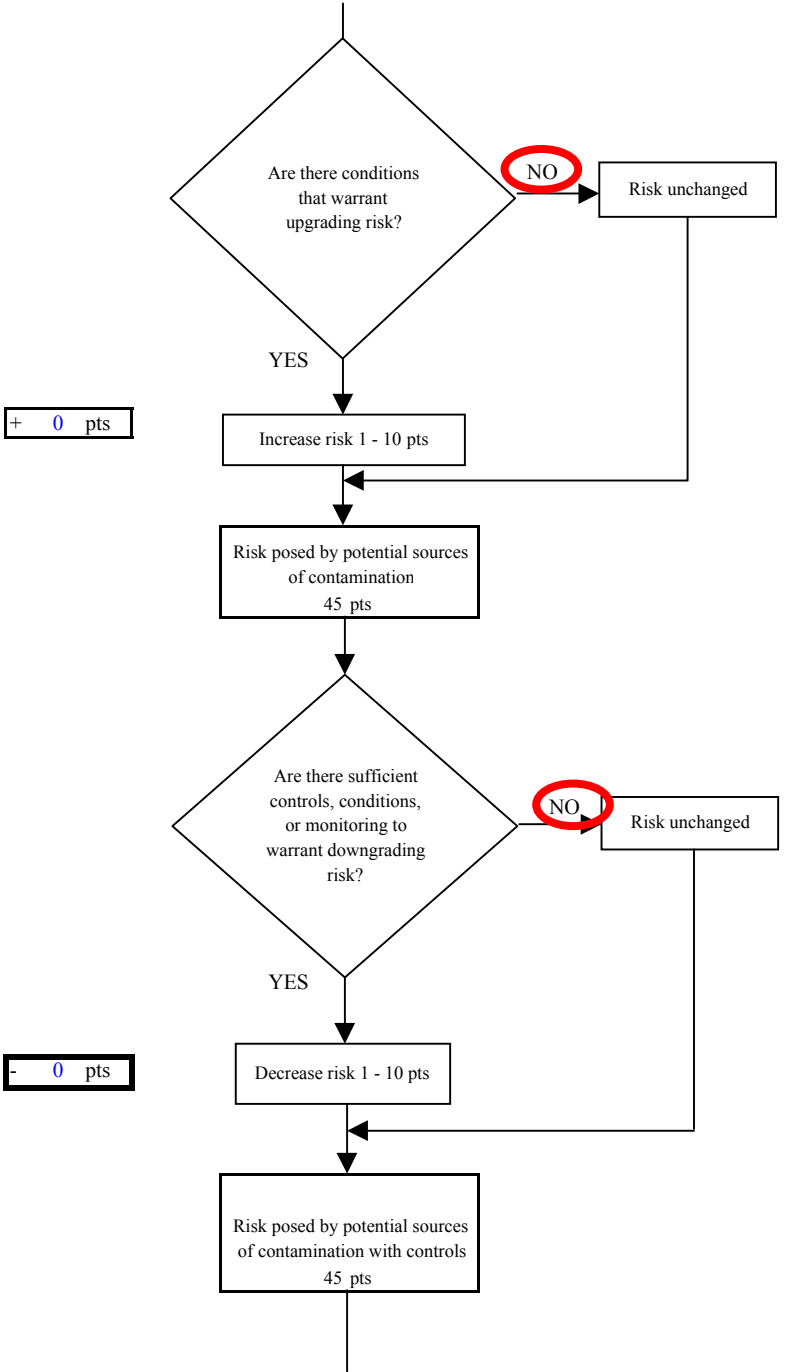 Are there conditions
that warrant
upgrading risk?
NO
Risk unchanged
YES
+ 0 pts
Increase risk 1 - 10 pts
Risk posed by potential sources
of contamination
45 pts
Are there sufficient
controls, conditions,
or monitoring to
warrant downgrading
risk?
NO
Risk unchanged
YES
- 0 pts
Decrease risk 1 - 10 pts
Risk posed by potential sources
of contamination with controls
45 pts